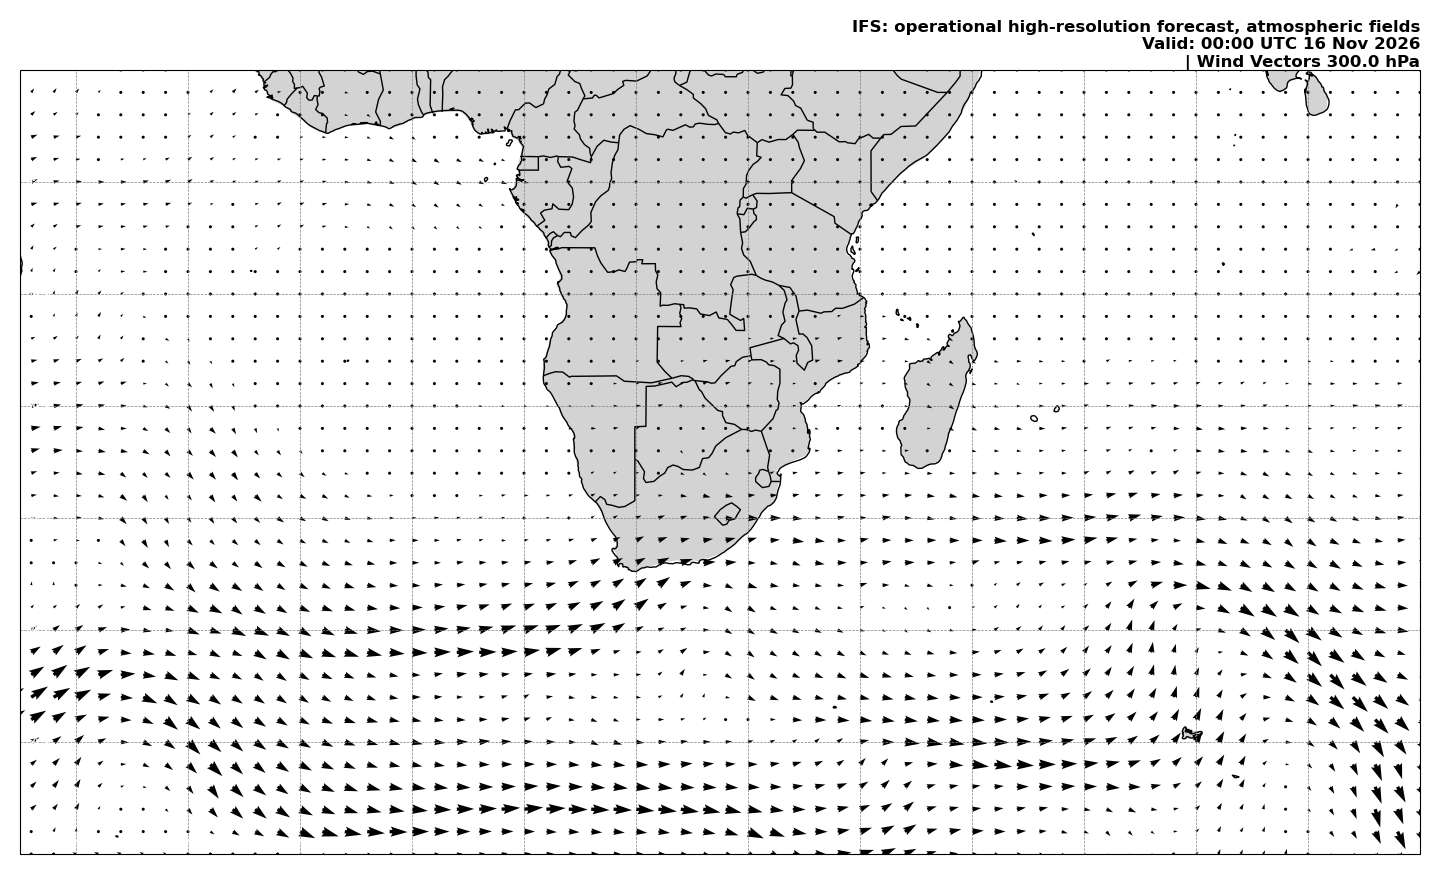 IFS: operational high-resolution forecast, atmospheric fields
Valid: 00:00 UTC 16 Nov 2026
| Wind Vectors 300.0 hPa